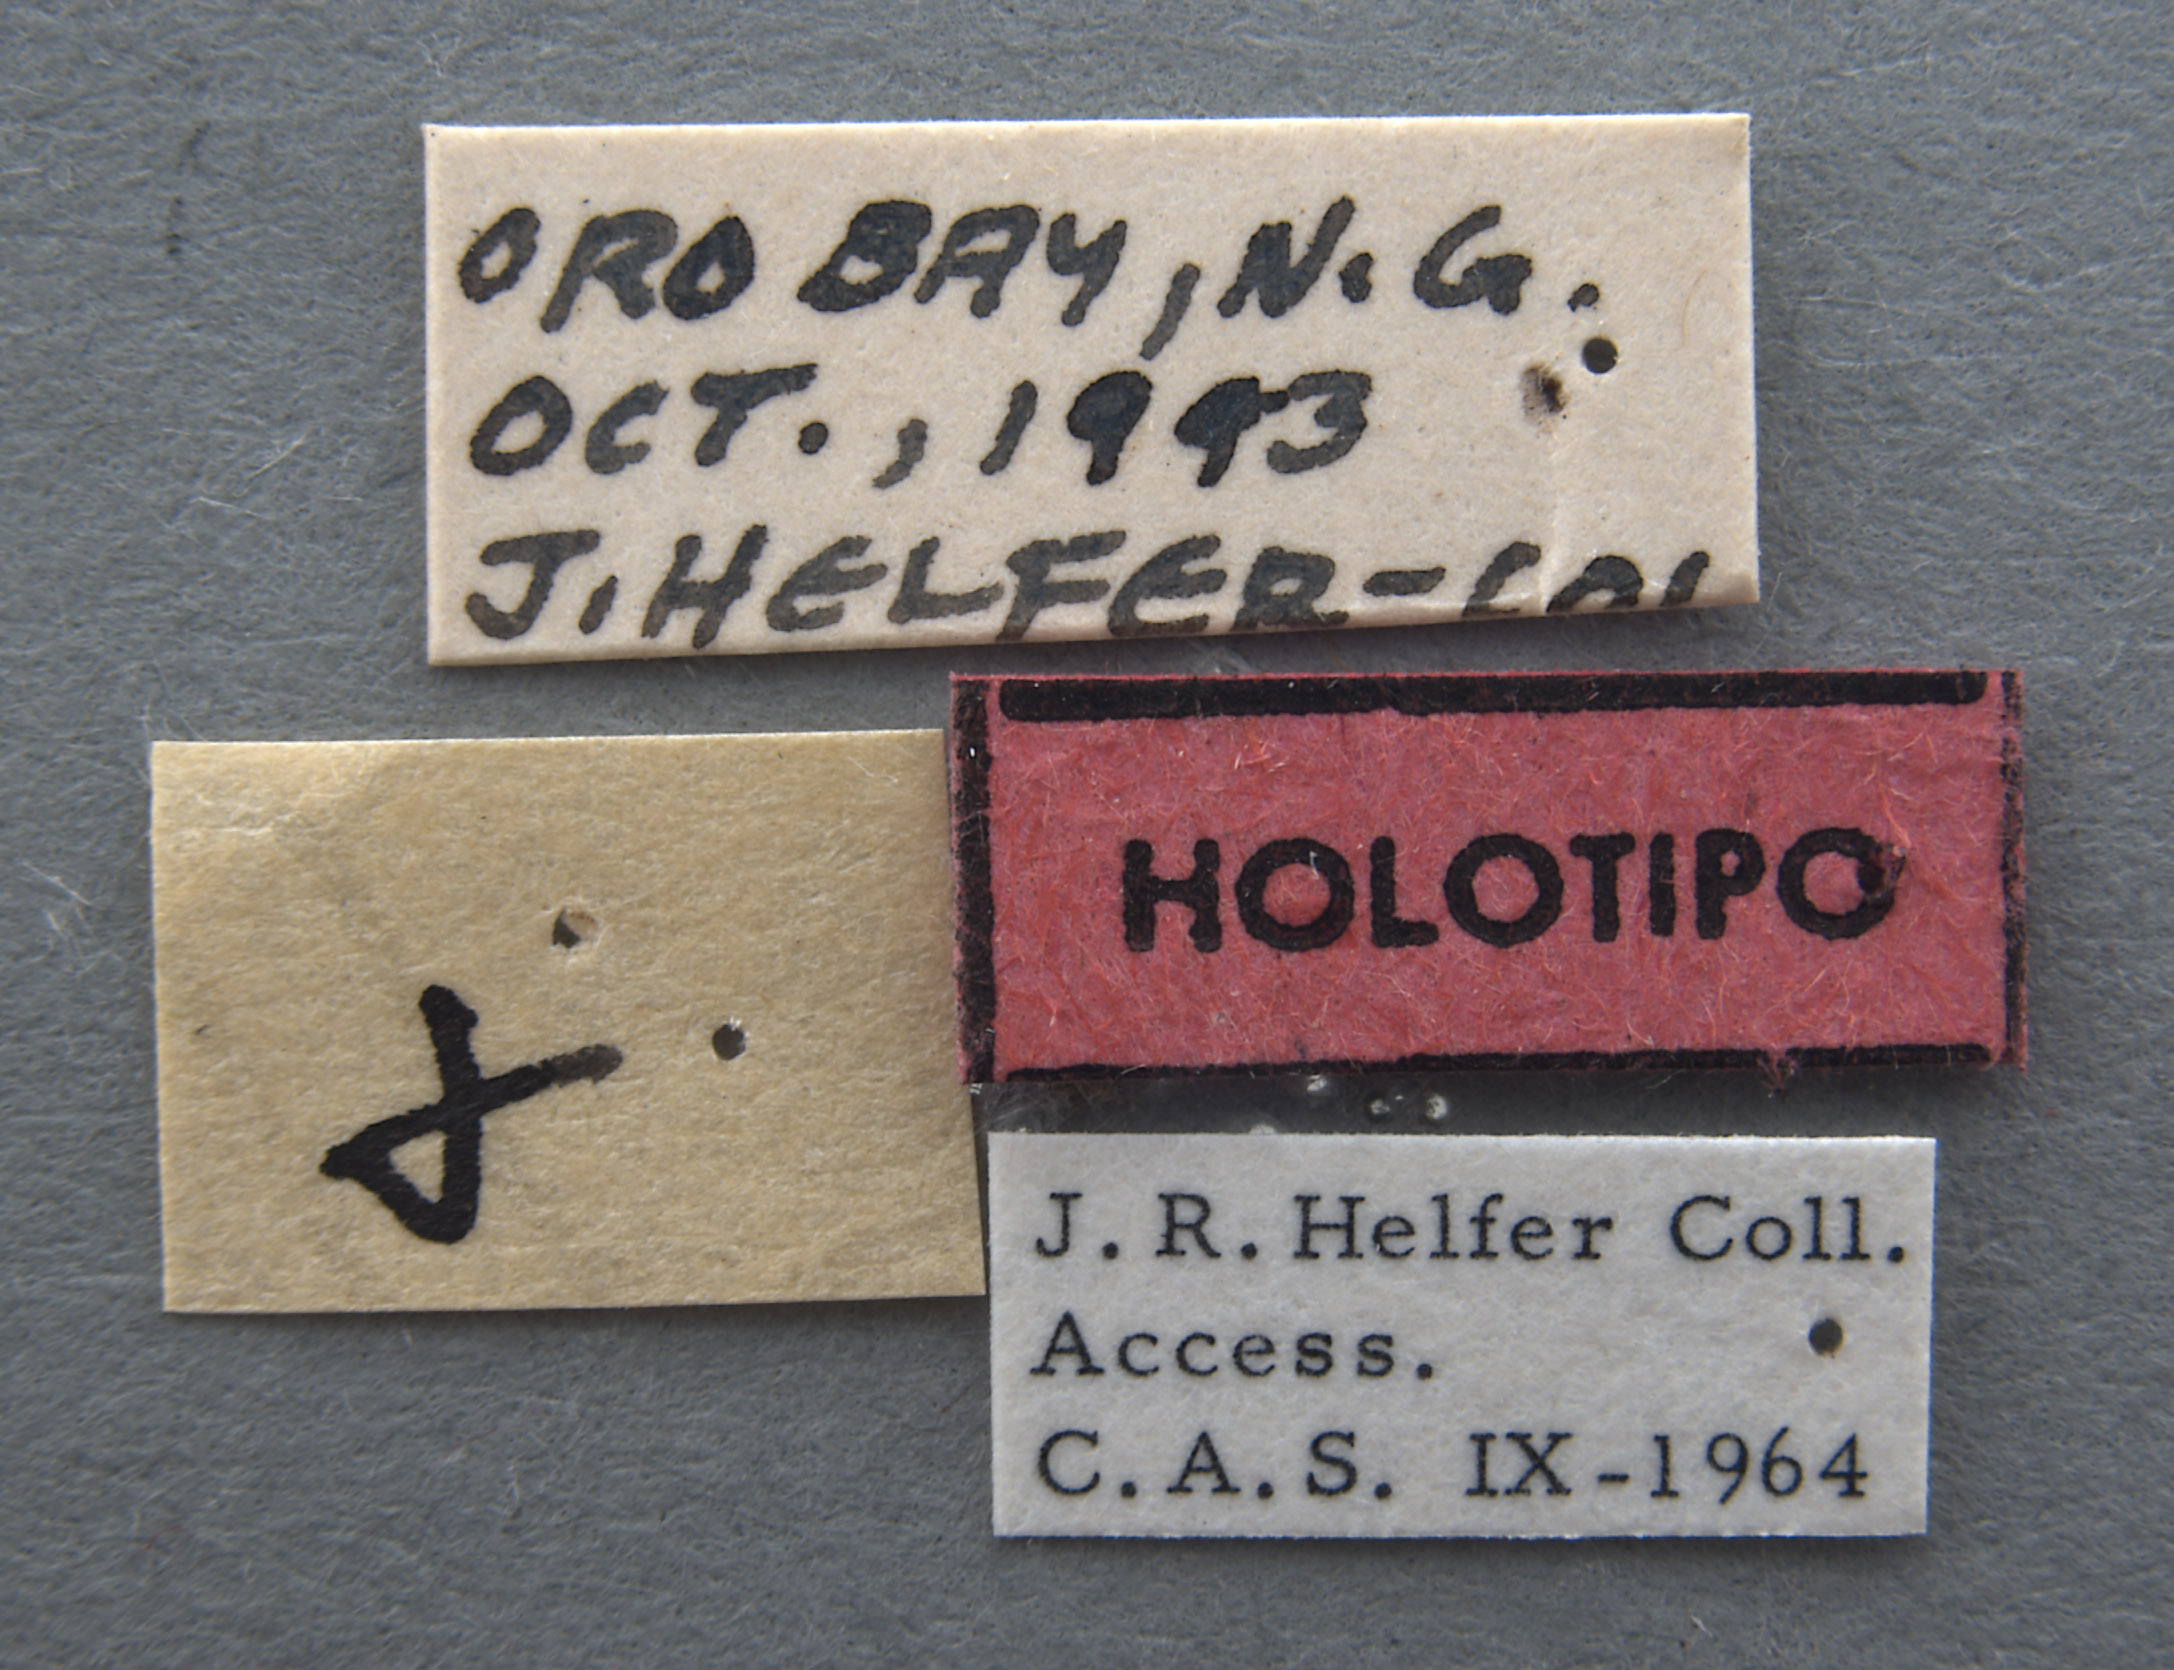 ORO BAY, N.G.
OCT., 1943
J. HELFER-COL
HOLOTIPO
J. R. Helfer Coll.
Access.
C. A. S. IX-1964